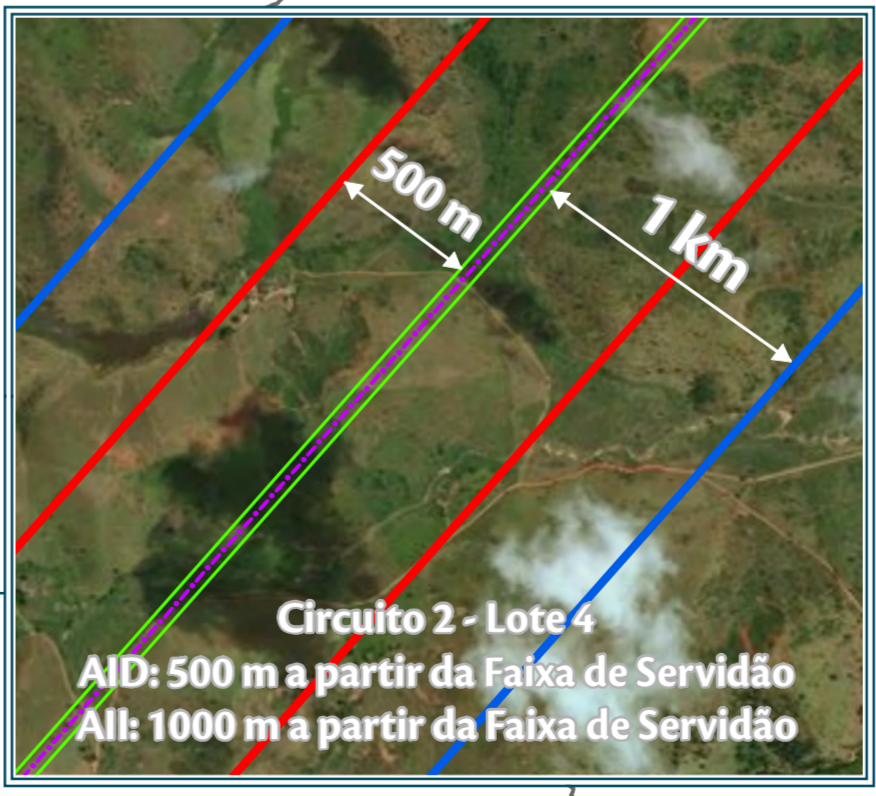 500 m
1 km
Circuito 2 - Lote 4
AID: 500 m a partir da Faixa de Servidão
AII: 1000 m a partir da Faixa de Servidão